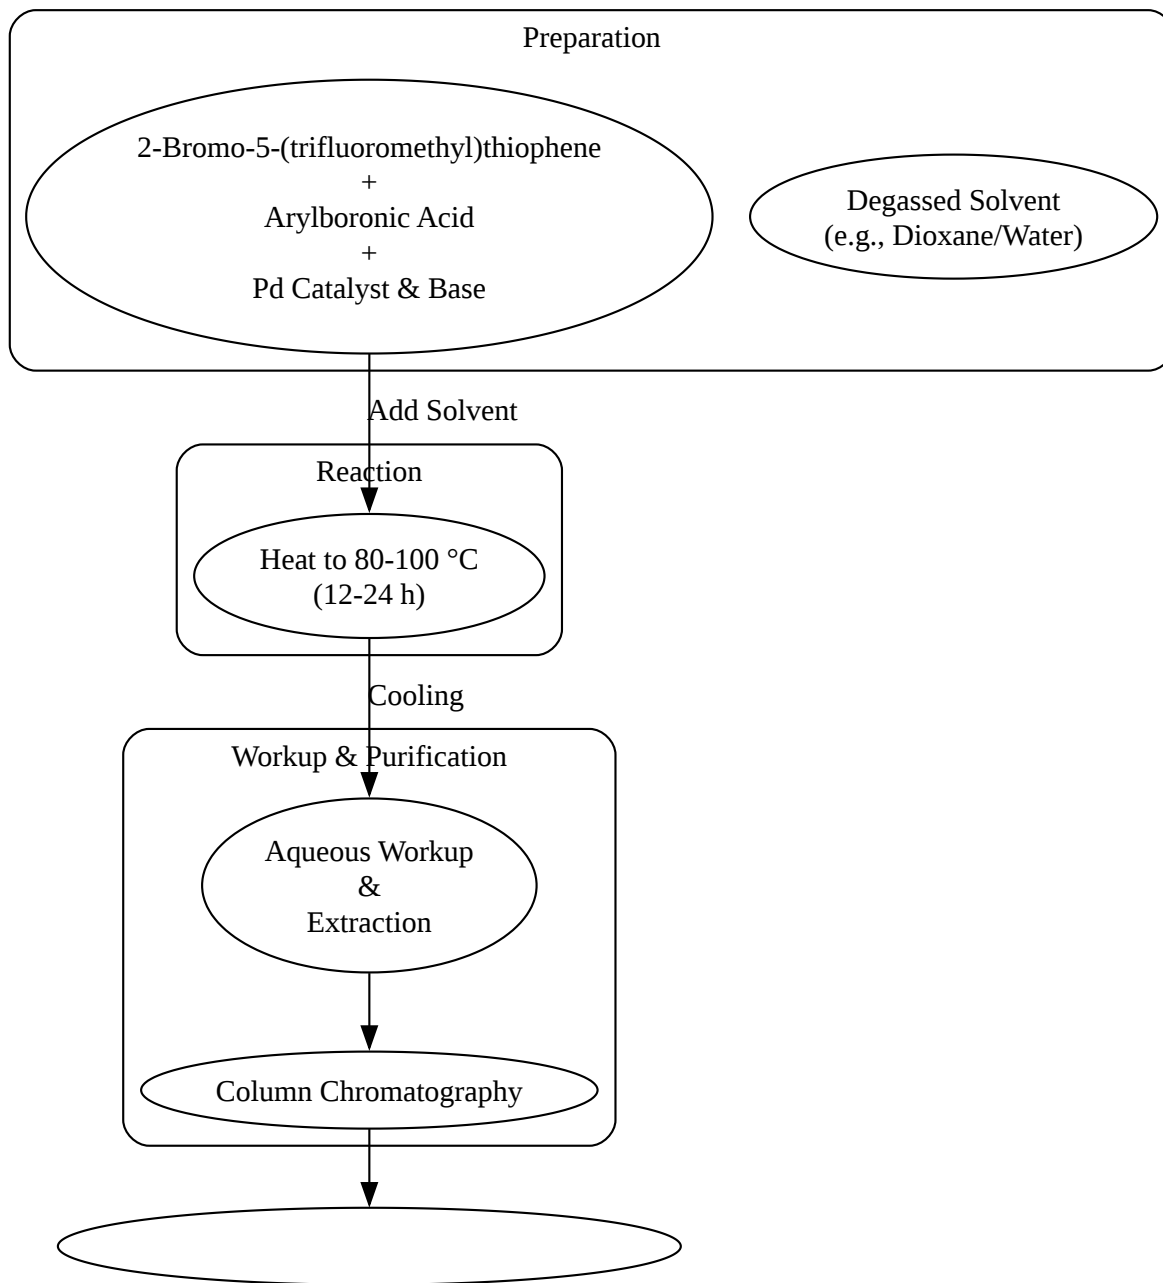 Preparation
2-Bromo-5-(trifluoromethyl)thiophene
+
Arylboronic Acid
+
Pd Catalyst & Base
Degassed Solvent
(e.g., Dioxane/Water)
Add Solvent
Reaction
Heat to 80-100 °C
(12-24 h)
Cooling
Workup & Purification
Aqueous Workup
&
Extraction
Column Chromatography